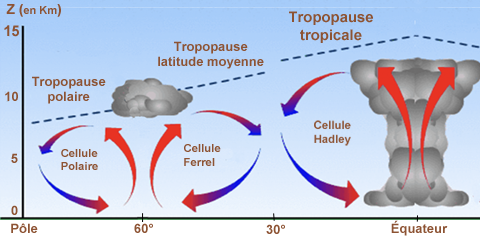 Z (en Km)
15
10
5
0
Tropopause
polaire
Tropopause
latitude moyenne
Tropopause
tropicale
Cellule
Polaire
Cellule
Ferrel
Cellule
Hadley
Pôle
60°
30°
Équateur